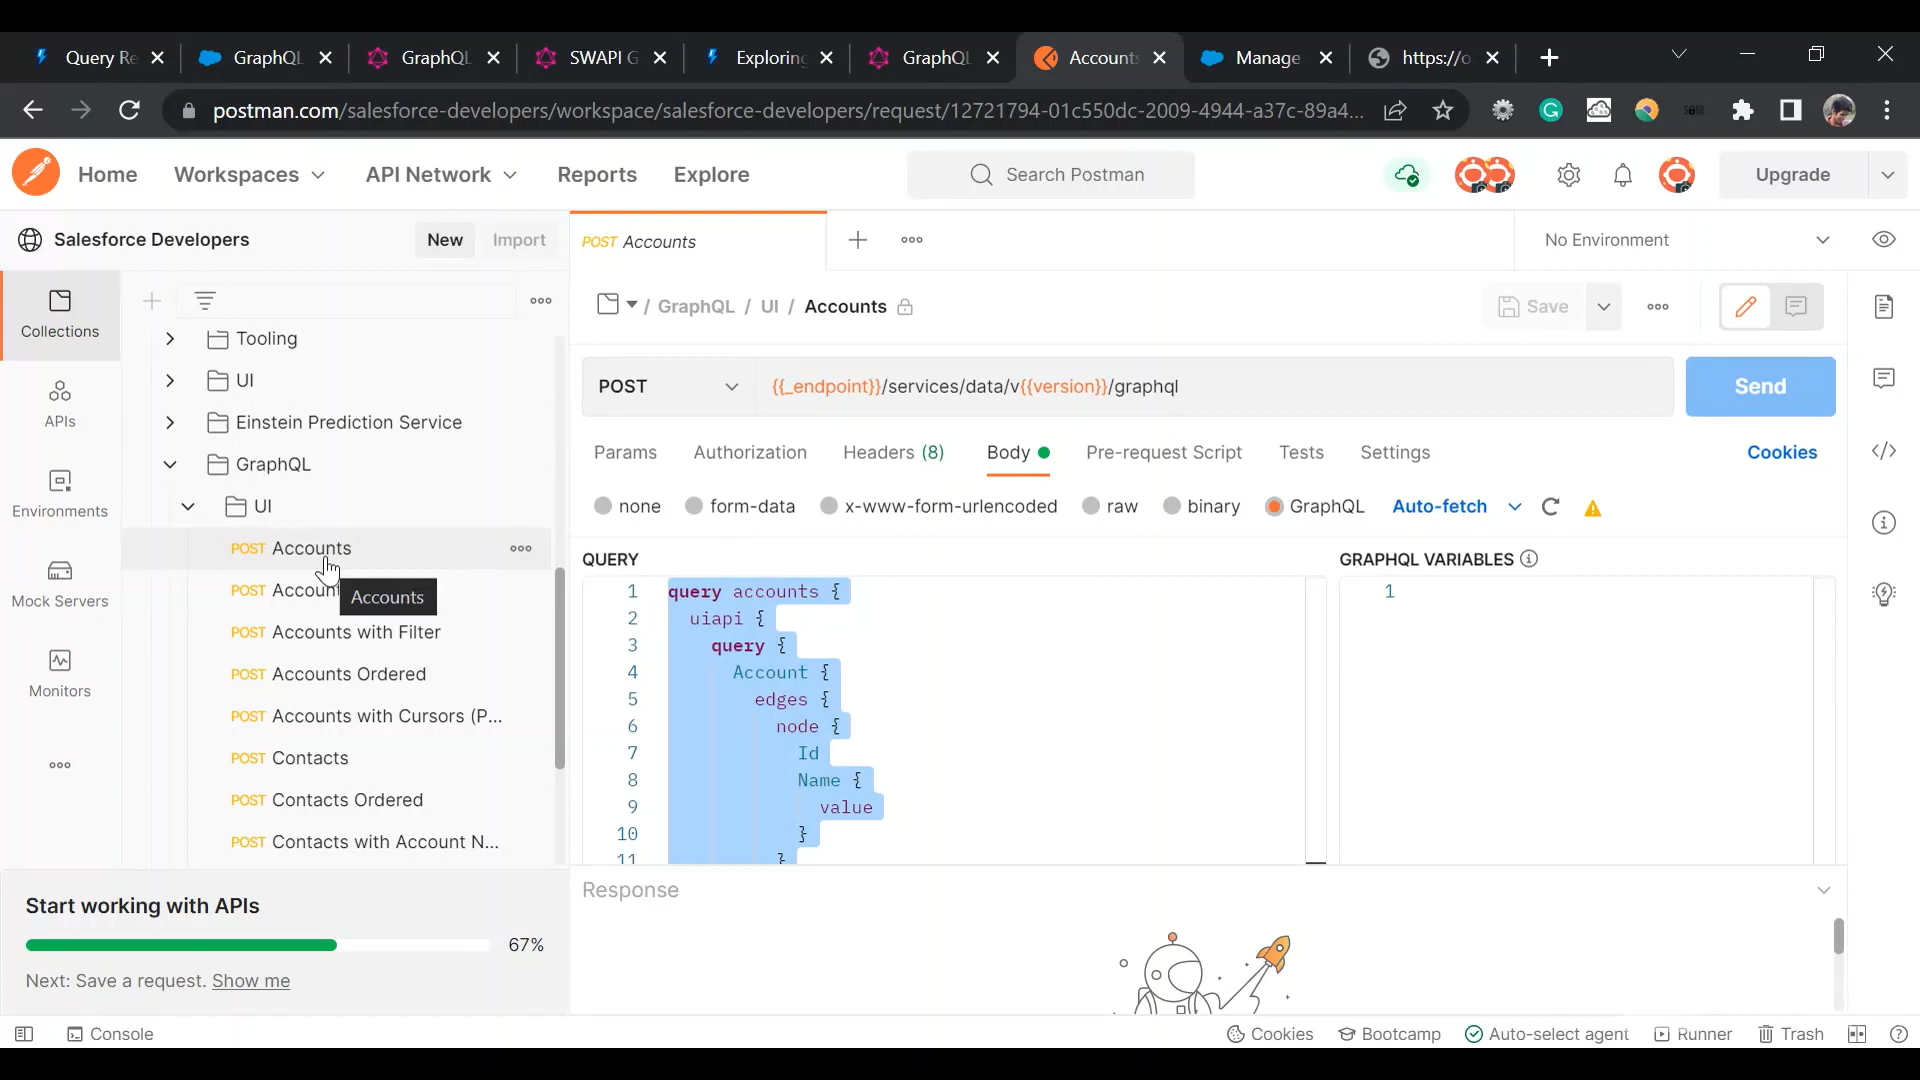 Query Re
GraphQL
GraphQL
SWAPI G
Exploring
GraphQL
Accounts
Manage
https://o
postman.com/salesforce-developers/workspace/salesforce-developers/request/12721794-01c550dc-2009-4944-a37c-89a4...
Home
Workspaces
API Network
Reports
Explore
Search Postman
Upgrade
Salesforce Developers
New
Import
POST Accounts
No Environment
Collections
APIs
Environments
Mock Servers
Monitors
Tooling
UI
Einstein Prediction Service
GraphQL
UI
POST Accounts
POST Accoun
Accounts
POST Accounts with Filter
POST Accounts Ordered
POST Accounts with Cursors (P...
POST Contacts
POST Contacts Ordered
POST Contacts with Account N...
/ GraphQL / UI / Accounts
Save
POST
{{_endpoint}}/services/data/v{{version}}/graphql
Send
Params
Authorization
Headers (8)
Body
Pre-request Script
Tests
Settings
Cookies
none
form-data
x-www-form-urlencoded
raw
binary
GraphQL
Auto-fetch
QUERY
1 query accounts {
2 uiapi {
3 query {
4 Account {
5 edges {
6 node {
7 Id
8 Name {
9 value
10 }
11 }
GRAPHQL VARIABLES
1
Response
Start working with APIs
67%
Next: Save a request. Show me
Console
Cookies
Bootcamp
Auto-select agent
Runner
Trash